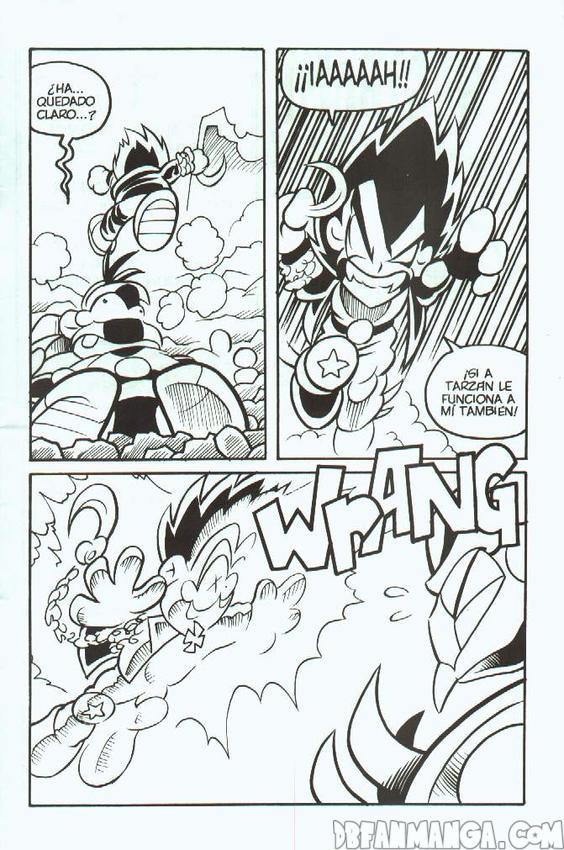 ¿HA...
QUEDADO
CLARO...?
¡¡IAAAAAH!!
¡SI A
TARZÁN LE
FUNCIONA A
MÍ TAMBIÉN!
WhANG
DBFANMANGA.COM